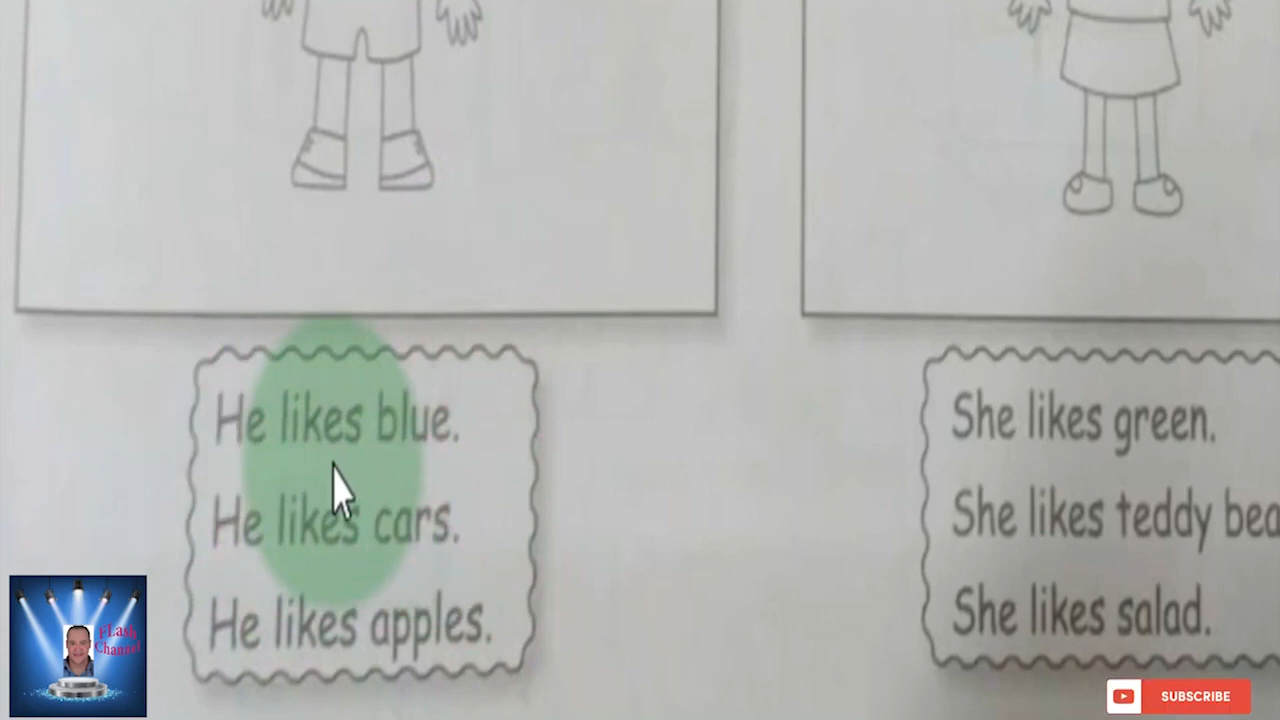 He likes blue.
He likes cars.
He likes apples.
She likes green.
She likes teddy bea
She likes salad.
FLash
Channel
SUBSCRIBE